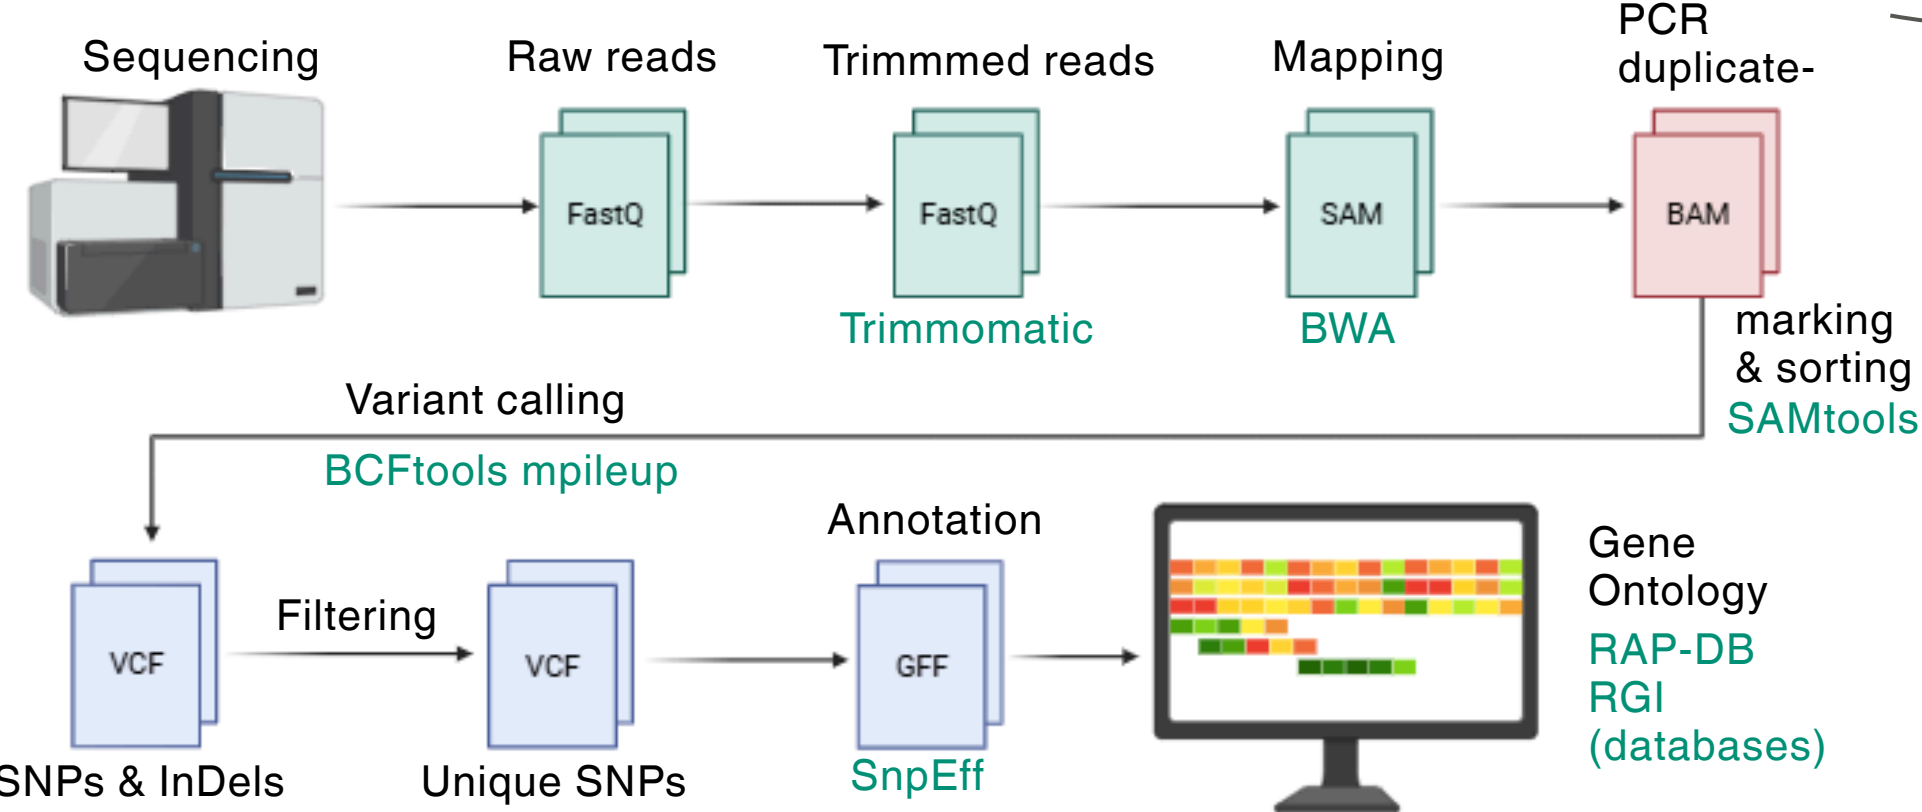 Sequencing
Raw reads
Trimmmed reads
Mapping
PCR
duplicate-
FastQ
FastQ
SAM
BAM
Trimmomatic
BWA
marking
& sorting
SAMtools
Variant calling
BCFtools mpileup
Annotation
Gene
Ontology
RAP-DB
RGI
(databases)
Filtering
VCF
VCF
GFF
SNPs & InDels
Unique SNPs
SnpEff